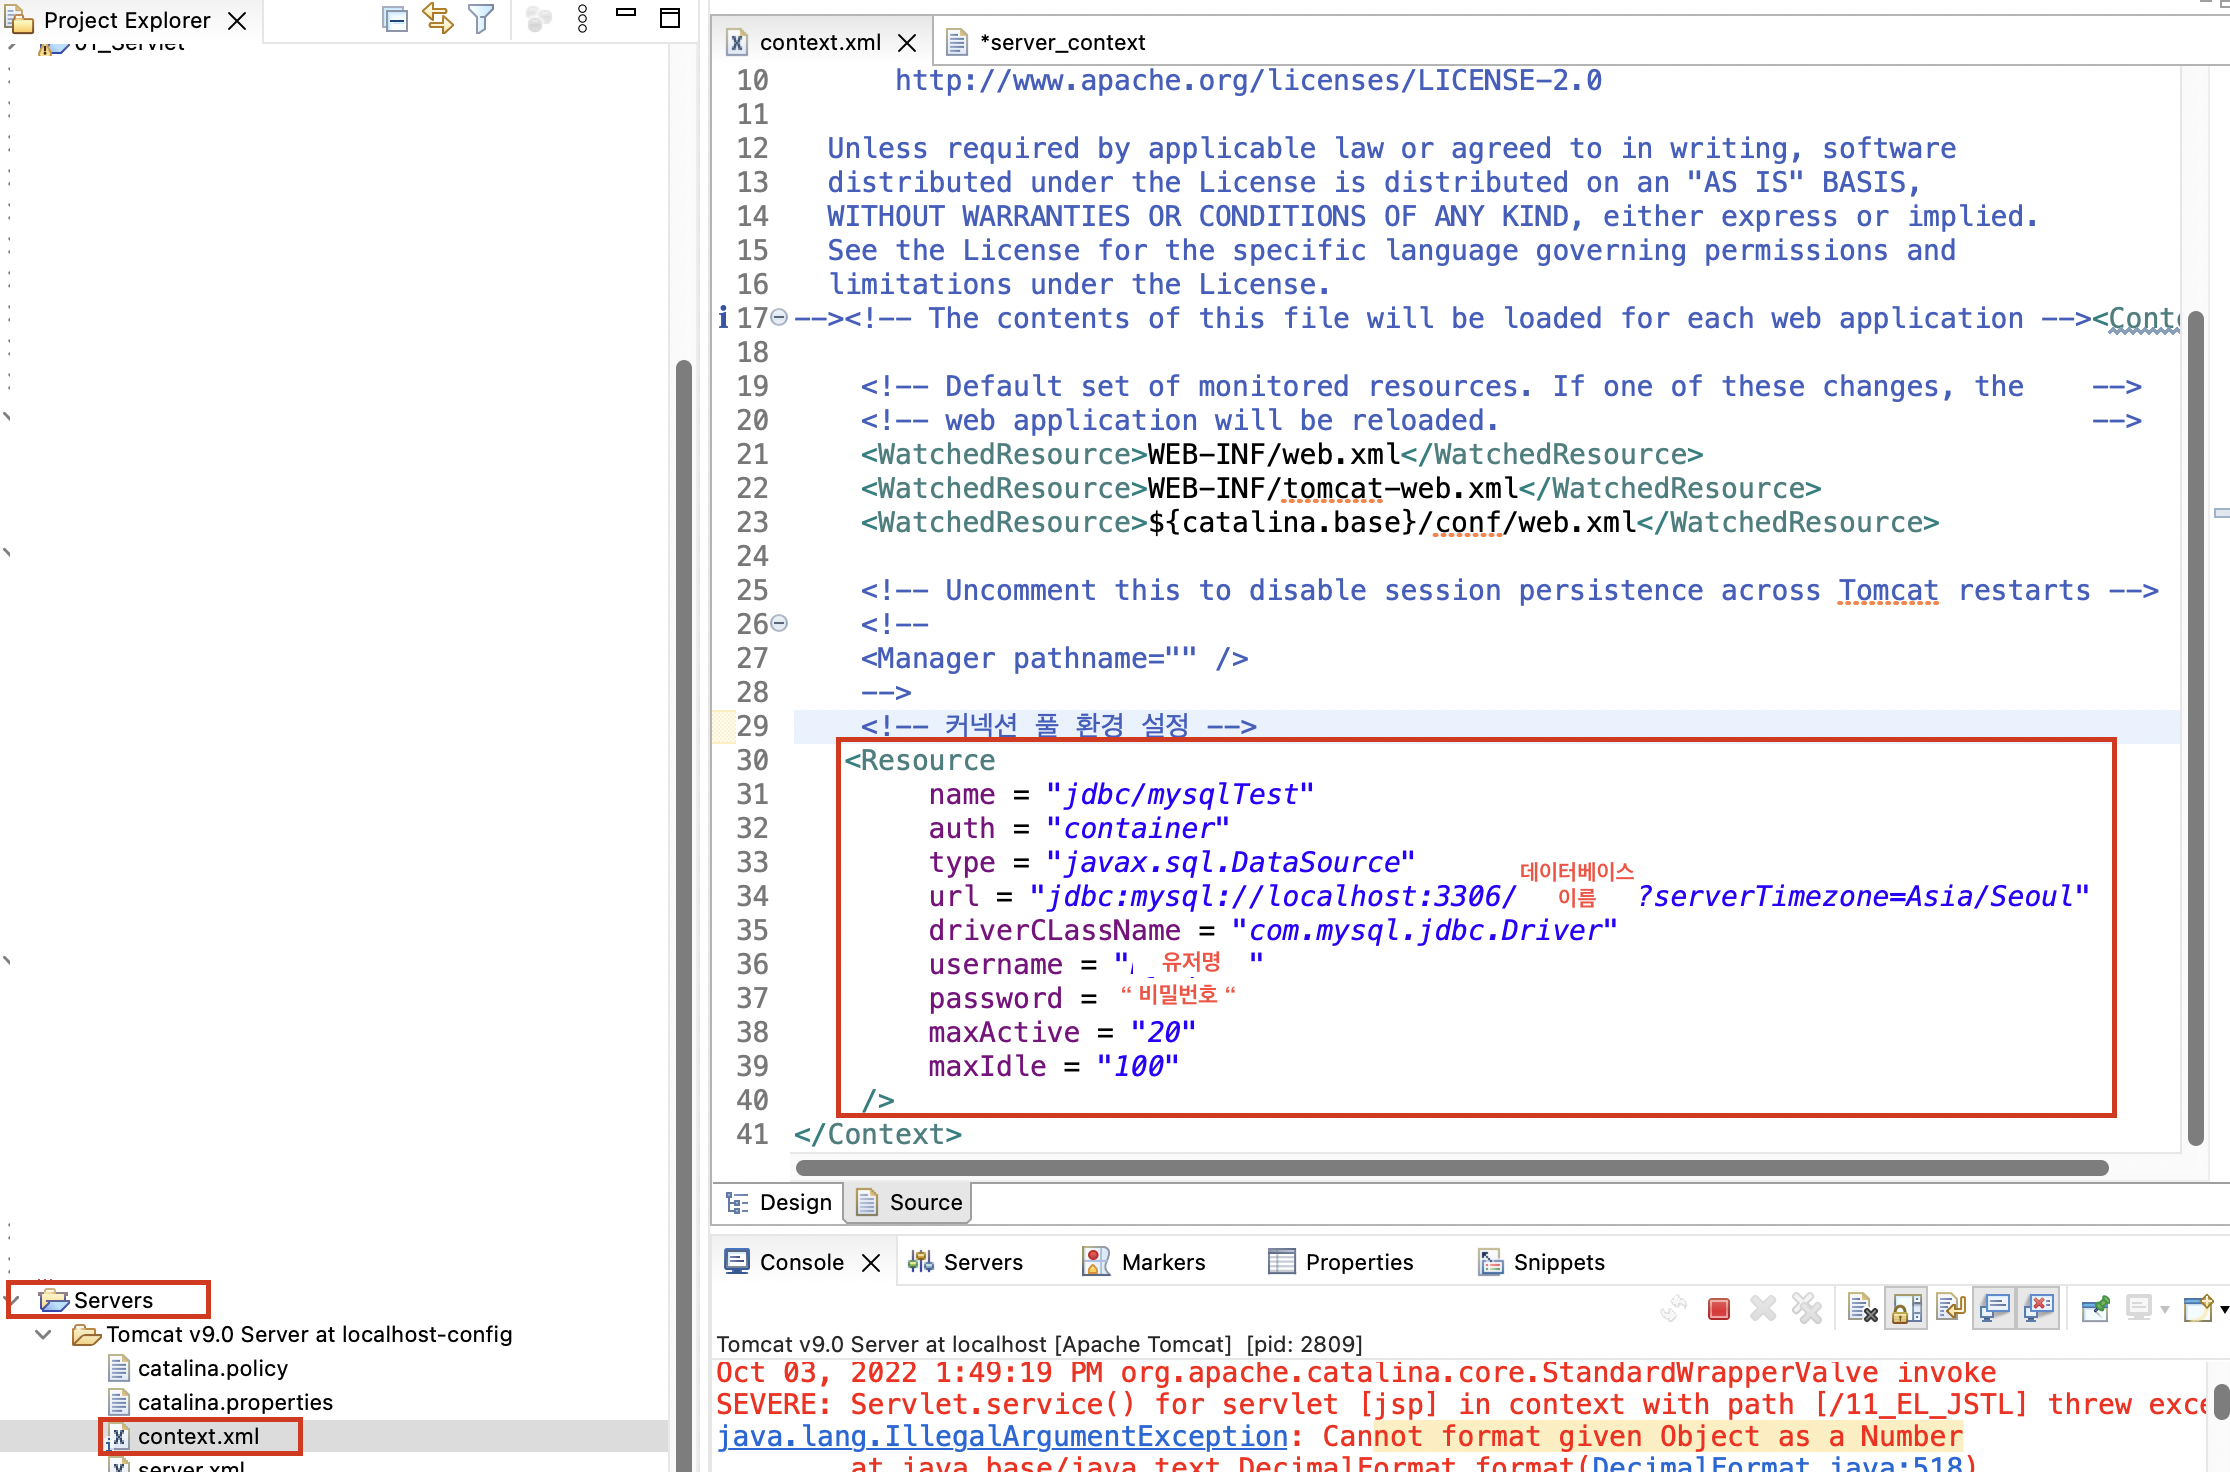 Project Explorer
01_Servlet
Servers
Tomcat v9.0 Server at localhost-config
catalina.policy
catalina.properties
context.xml
server.xml
context.xml
*server_context
10 http://www.apache.org/licenses/LICENSE-2.0
11
12 Unless required by applicable law or agreed to in writing, software
13 distributed under the License is distributed on an "AS IS" BASIS,
14 WITHOUT WARRANTIES OR CONDITIONS OF ANY KIND, either express or implied.
15 See the License for the specific language governing permissions and
16 limitations under the License.
17 --><!-- The contents of this file will be loaded for each web application --><Conte
18
19 <!-- Default set of monitored resources. If one of these changes, the -->
20 <!-- web application will be reloaded. -->
21 <WatchedResource>WEB-INF/web.xml</WatchedResource>
22 <WatchedResource>WEB-INF/tomcat-web.xml</WatchedResource>
23 <WatchedResource>${catalina.base}/conf/web.xml</WatchedResource>
24
25 <!-- Uncomment this to disable session persistence across Tomcat restarts -->
26 <!--
27 <Manager pathname="" />
28 -->
29 <!-- 커넥션 풀 환경 설정 -->
30 <Resource
31 name = "jdbc/mysqlTest"
32 auth = "container"
33 type = "javax.sql.DataSource"
34 url = "jdbc:mysql://localhost:3306/ 데이터베이스 이름 ?serverTimezone=Asia/Seoul"
35 driverCLassName = "com.mysql.jdbc.Driver"
36 username = " 유저명 "
37 password = “ 비밀번호 “
38 maxActive = "20"
39 maxIdle = "100"
40 />
41 </Context>
Design Source
Console Servers Markers Properties Snippets
Tomcat v9.0 Server at localhost [Apache Tomcat] [pid: 2809]
Oct 03, 2022 1:49:19 PM org.apache.catalina.core.StandardWrapperValve invoke
SEVERE: Servlet.service() for servlet [jsp] in context with path [/11_EL_JSTL] threw exce
java.lang.IllegalArgumentException: Cannot format given Object as a Number
at java.base/java.text.DecimalFormat.format(DecimalFormat.java:518)